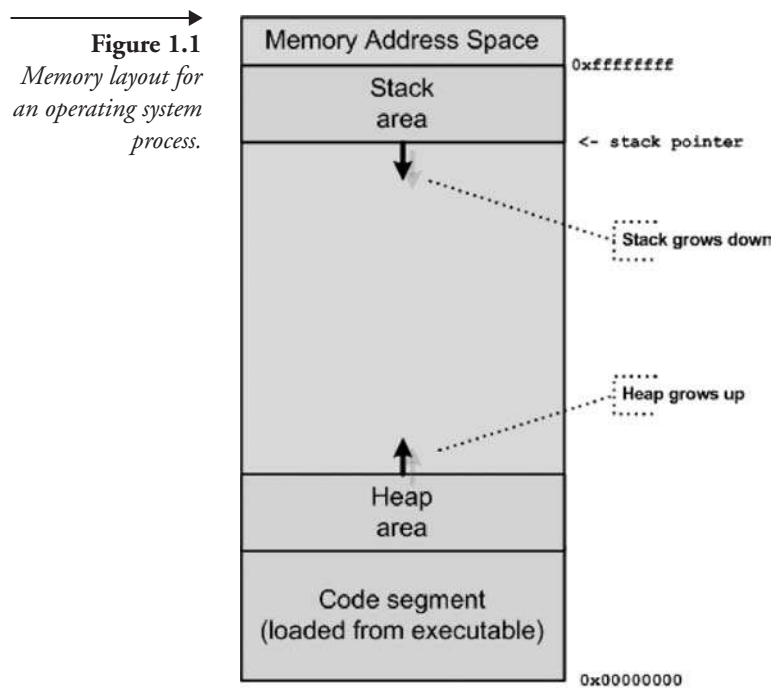 Figure 1.1
Memory layout for
an operating system
process.
Memory Address Space
0xffffffff
Stack
area
<- stack pointer
Stack grows down
Heap grows up
Heap
area
Code segment
(loaded from executable)
0x00000000